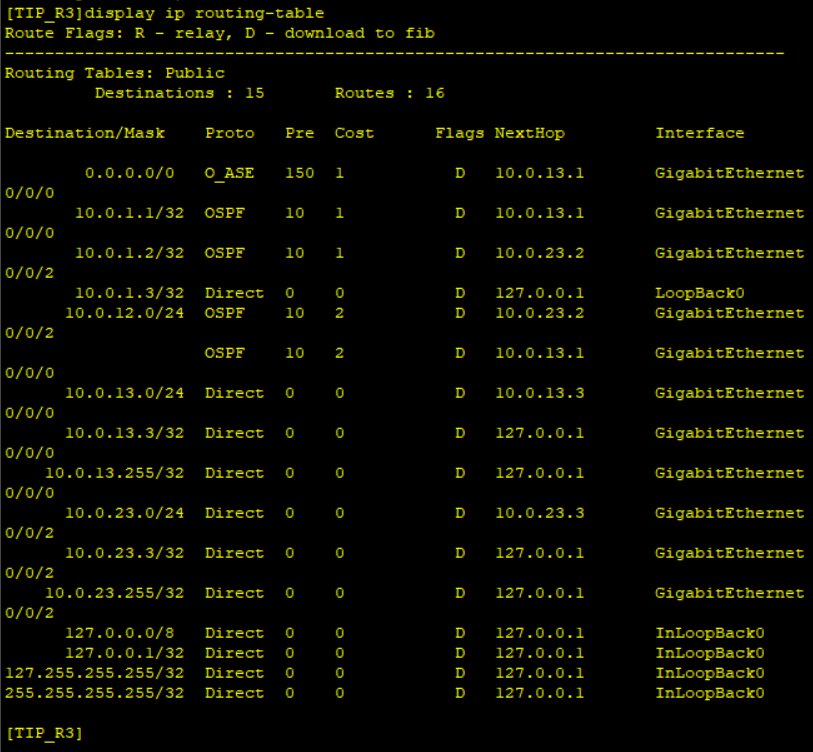 [TIP_R3]display ip routing-table
Route Flags: R - relay, D - download to fib
------------------------------------------------------------------------------
Routing Tables: Public
         Destinations : 15       Routes : 16

Destination/Mask    Proto   Pre  Cost      Flags NextHop         Interface

        0.0.0.0/0   O_ASE   150  1           D   10.0.13.1       GigabitEthernet
0/0/0
       10.0.1.1/32  OSPF    10   1           D   10.0.13.1       GigabitEthernet
0/0/0
       10.0.1.2/32  OSPF    10   1           D   10.0.23.2       GigabitEthernet
0/0/2
       10.0.1.3/32  Direct  0    0           D   127.0.0.1       LoopBack0
      10.0.12.0/24  OSPF    10   2           D   10.0.23.2       GigabitEthernet
0/0/2
                    OSPF    10   2           D   10.0.13.1       GigabitEthernet
0/0/0
      10.0.13.0/24  Direct  0    0           D   10.0.13.3       GigabitEthernet
0/0/0
      10.0.13.3/32  Direct  0    0           D   127.0.0.1       GigabitEthernet
0/0/0
    10.0.13.255/32  Direct  0    0           D   127.0.0.1       GigabitEthernet
0/0/0
      10.0.23.0/24  Direct  0    0           D   10.0.23.3       GigabitEthernet
0/0/2
      10.0.23.3/32  Direct  0    0           D   127.0.0.1       GigabitEthernet
0/0/2
    10.0.23.255/32  Direct  0    0           D   127.0.0.1       GigabitEthernet
0/0/2
      127.0.0.0/8   Direct  0    0           D   127.0.0.1       InLoopBack0
      127.0.0.1/32  Direct  0    0           D   127.0.0.1       InLoopBack0
127.255.255.255/32  Direct  0    0           D   127.0.0.1       InLoopBack0
255.255.255.255/32  Direct  0    0           D   127.0.0.1       InLoopBack0

[TIP_R3]